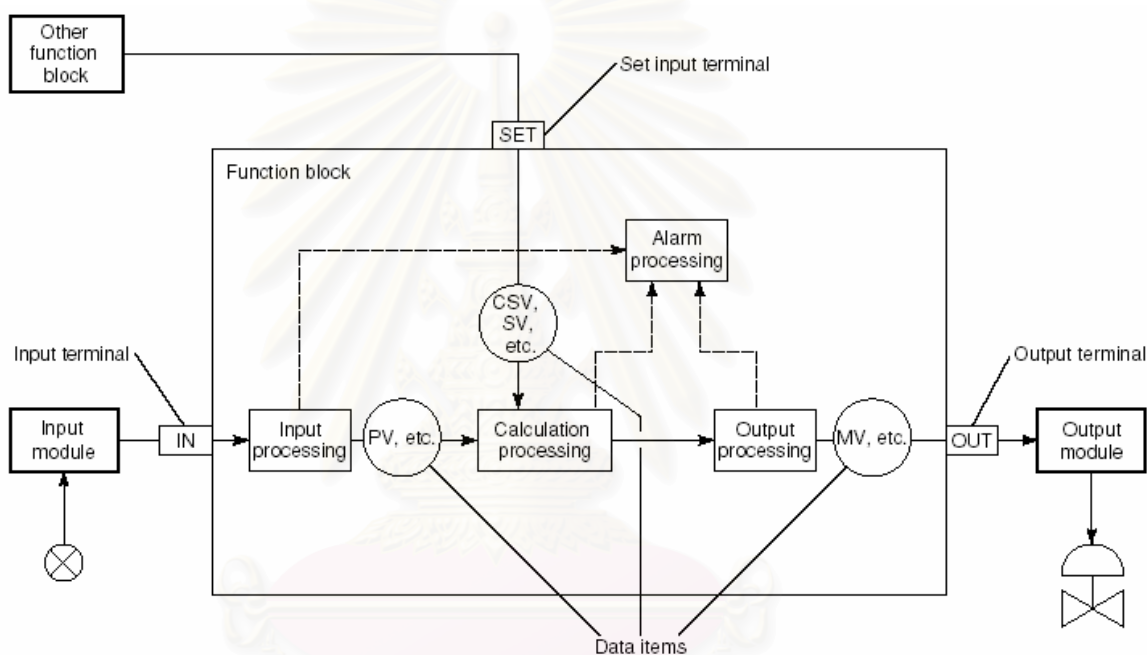 Other
function
block
Set input terminal
SET
Function block
Alarm
processing
CSV,
SV,
etc.
Input terminal
Output terminal
Input
module
IN
Input
processing
PV, etc.
Calculation
processing
Output
processing
MV, etc.
OUT
Output
module
Data items